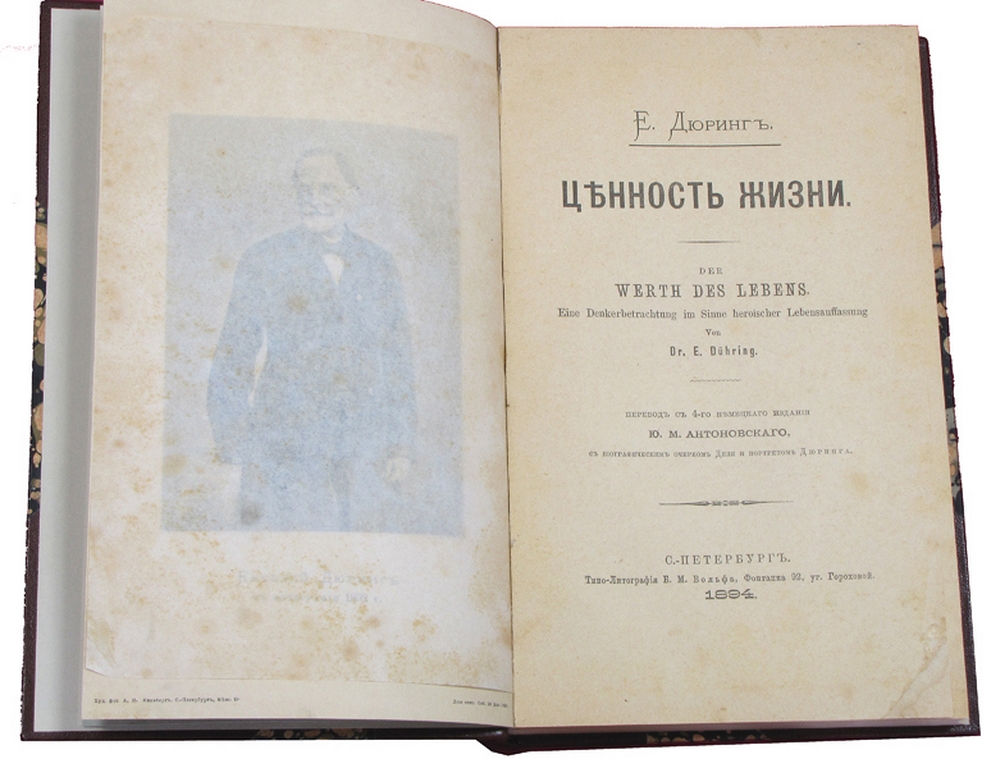 Е. Дюрингъ.
ЦѢННОСТЬ ЖИЗНИ.
DER
WERTH DES LEBENS.
Eine Denkerbetrachtung im Sinne heroischer Lebensauffassung
Von
Dr. E. Dühring.
ПЕРЕВОДЪ СЪ 4-ГО НѢМЕЦКАГО ИЗДАНІЯ
Ю. М. АНТОНОВСКАГО,
СЪ БІОГРАФИЧЕСКИМЪ ОЧЕРКОМЪ ДЕЛЯ И ПОРТРЕТОМЪ ДЮРИНГА.
С.-ПЕТЕРБУРГЪ.
Типо-Литографія Б. М. Вольфа, Фонтанка 92, уг. Гороховой.
1894.